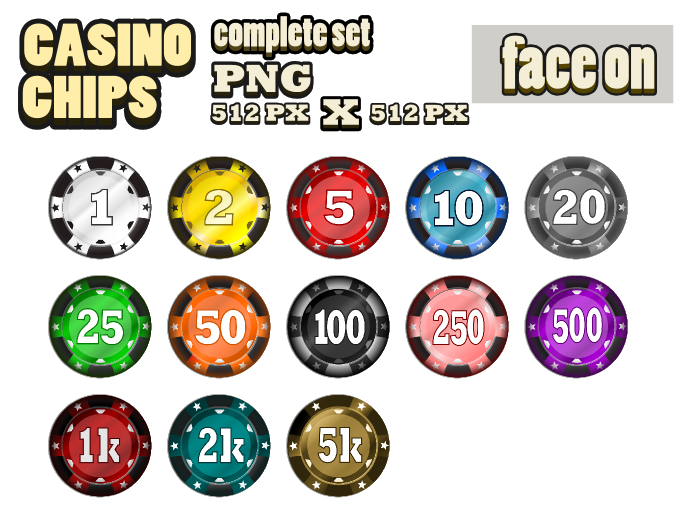 CASINO
CHIPS
complete set
PNG
512 PX X 512 PX
face on
1 2 5 10 20
25 50 100 250 500
1k 2k 5k